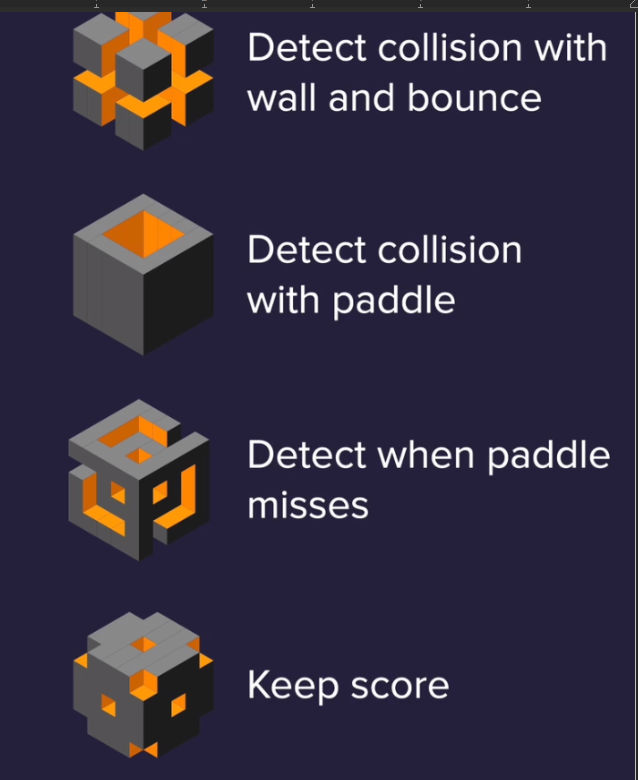 Detect collision with
wall and bounce
Detect collision
with paddle
Detect when paddle
misses
Keep score